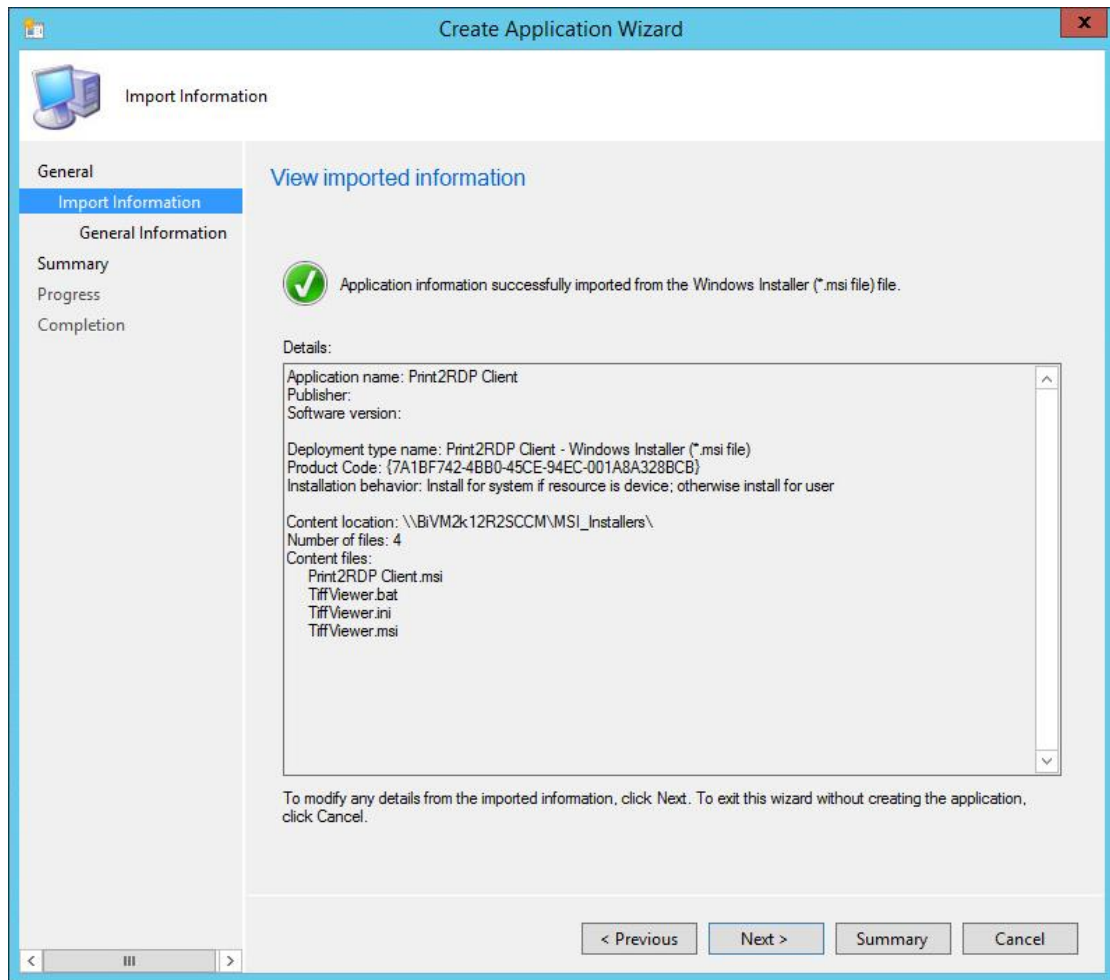 Create Application Wizard
x
Import Information
General
Import Information
General Information
Summary
Progress
Completion
View imported information
Application information successfully imported from the Windows Installer (*.msi file) file.
Details:
Application name: Print2RDP Client
Publisher:
Software version:
Deployment type name: Print2RDP Client - Windows Installer (*.msi file)
Product Code: {7A1BF742-4BB0-45CE-94EC-001A8A328BCB}
Installation behavior: Install for system if resource is device; otherwise install for user
Content location: \\BiVM2k12R2SCCM\MSI_Installers\
Number of files: 4
Content files:
Print2RDP Client.msi
TiffViewer.bat
TiffViewer.ini
TiffViewer.msi
To modify any details from the imported information, click Next. To exit this wizard without creating the application,
click Cancel.
< Previous
Next >
Summary
Cancel